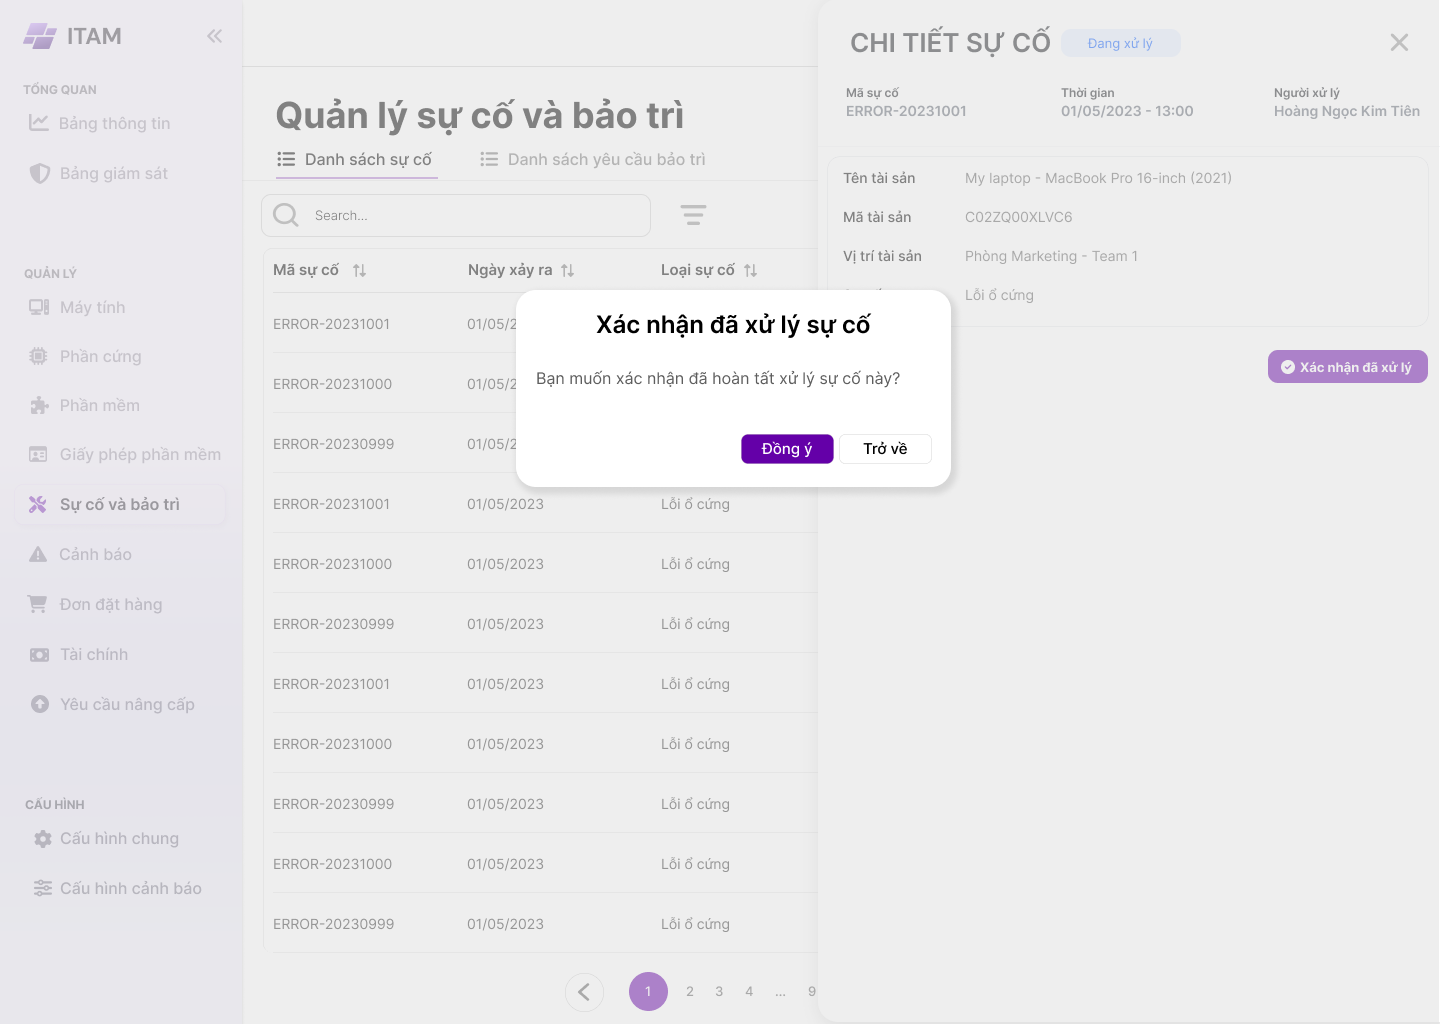 ITAM
TỔNG QUAN
Bảng thông tin
Bảng giám sát
QUẢN LÝ
Máy tính
Phần cứng
Phần mềm
Giấy phép phần mềm
Sự cố và bảo trì
Cảnh báo
Đơn đặt hàng
Tài chính
Yêu cầu nâng cấp
CẤU HÌNH
Cấu hình chung
Cấu hình cảnh báo
Quản lý sự cố và bảo trì
Danh sách sự cố
Danh sách yêu cầu bảo trì
Search...
Mã sự cố Ngày xảy ra Loại sự cố
ERROR-20231001
ERROR-20231000
ERROR-20230999
ERROR-20231001 01/05/2023 Lỗi ổ cứng
ERROR-20231000 01/05/2023 Lỗi ổ cứng
ERROR-20230999 01/05/2023 Lỗi ổ cứng
ERROR-20231001 01/05/2023 Lỗi ổ cứng
ERROR-20231000 01/05/2023 Lỗi ổ cứng
ERROR-20230999 01/05/2023 Lỗi ổ cứng
ERROR-20231000 01/05/2023 Lỗi ổ cứng
ERROR-20230999 01/05/2023 Lỗi ổ cứng
1 2 3 4 ... 9
CHI TIẾT SỰ CỐ
Đang xử lý
Mã sự cố Thời gian Người xử lý
ERROR-20231001 01/05/2023 - 13:00 Hoàng Ngọc Kim Tiên
Tên tài sản My laptop - MacBook Pro 16-inch (2021)
Mã tài sản C02ZQ00XLVC6
Vị trí tài sản Phòng Marketing - Team 1
Lỗi ổ cứng
Xác nhận đã xử lý
Xác nhận đã xử lý sự cố
Bạn muốn xác nhận đã hoàn tất xử lý sự cố này?
Đồng ý
Trở về